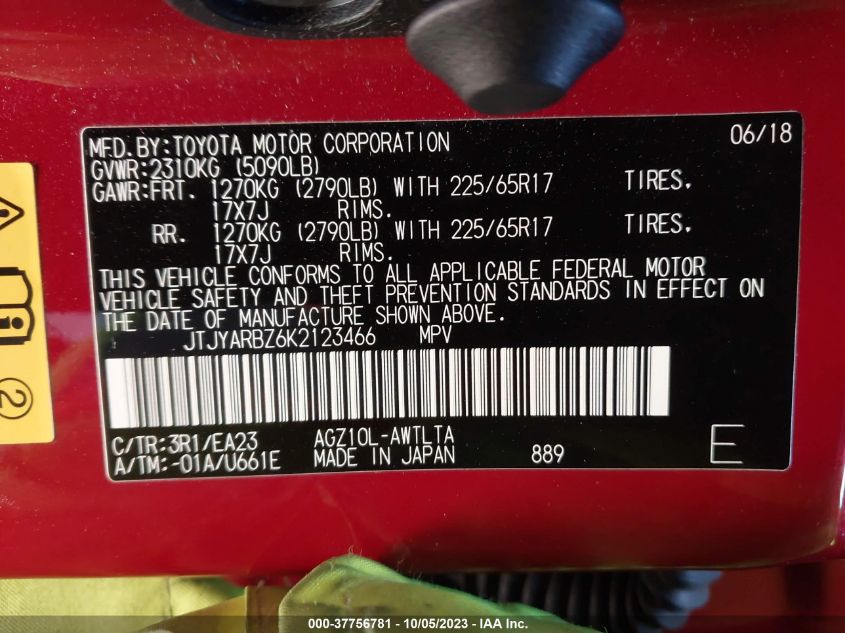 MFD.BY:TOYOTA MOTOR CORPORATION 06/18
GVWR:2310KG (5090LB)
GAWR:FRT. 1270KG (2790LB) WITH 225/65R17 TIRES.
17X7J RIMS.
RR. 1270KG (2790LB) WITH 225/65R17 TIRES.
17X7J RIMS.
THIS VEHICLE CONFORMS TO ALL APPLICABLE FEDERAL MOTOR
VEHICLE SAFETY AND THEFT PREVENTION STANDARDS IN EFFECT ON
THE DATE OF MANUFACTURE SHOWN ABOVE.
JTJYARBZ6K2123466 MPV
C/TR:3R1/EA23 AGZ10L-AWTLTA
A/TM:-01A/U661E MADE IN JAPAN 889 E
2
000-37756781 - 10/05/2023 - IAA Inc.